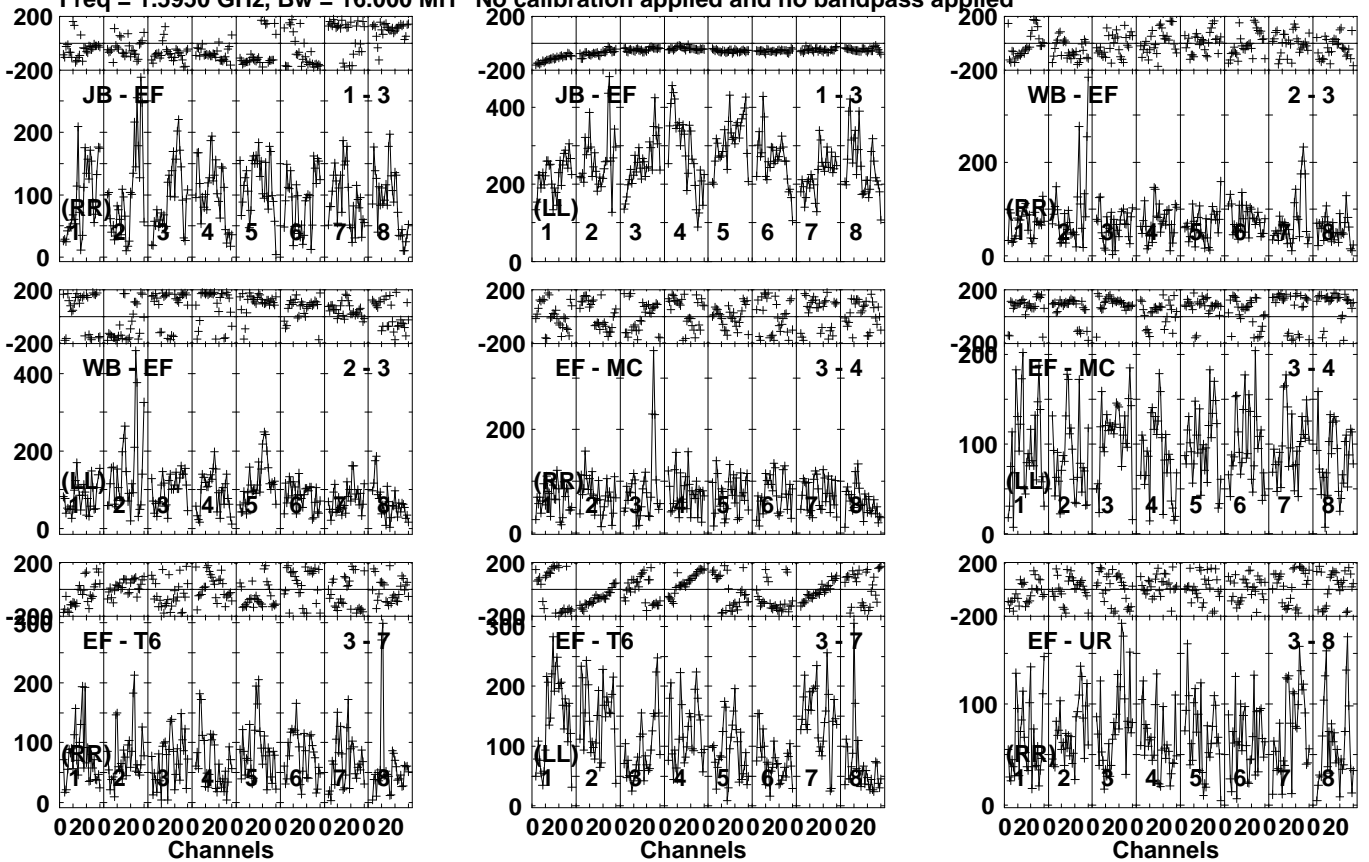 Freq = 1.5950 GHz, Bw = 16.000 MH No calibration applied and no bandpass applied
200 200 200
-200 -200 -200
JB - EF 1 - 3 JB - EF 1 - 3 WB - EF 2 - 3
200 400 200
100 200
(RR) (LL) (RR)
1 2 3 4 5 6 7 8 1 2 3 4 5 6 7 8 1 2 3 4 5 6 7 8
0 0 0
200 200 200
-200 -200 -200
200
WB - EF 2 - 3 EF - MC 3 - 4 EF - MC 3 - 4
400 200 100
200
(LL) (RR) (LL)
1 2 3 4 5 6 7 8 1 2 3 4 5 6 7 8 1 2 3 4 5 6 7 8
0 0 0
200 200 200
-200 -200 -200
300 300
EF - T6 3 - 7 EF - T6 3 - 7 EF - UR 3 - 8
200 200 100
100 100
(RR) (LL) (RR)
1 2 3 4 5 6 7 8 1 2 3 4 5 6 7 8 1 2 3 4 5 6 7 8
0 0 0
0 20 0 20 0 20 0 20 0 20 0 20 0 20 0 20 0 20 0 20 0 20 0 20 0 20 0 20 0 20 0 20 0 20 0 20 0 20 0 20 0 20 0 20 0 20 0 20
Channels Channels Channels